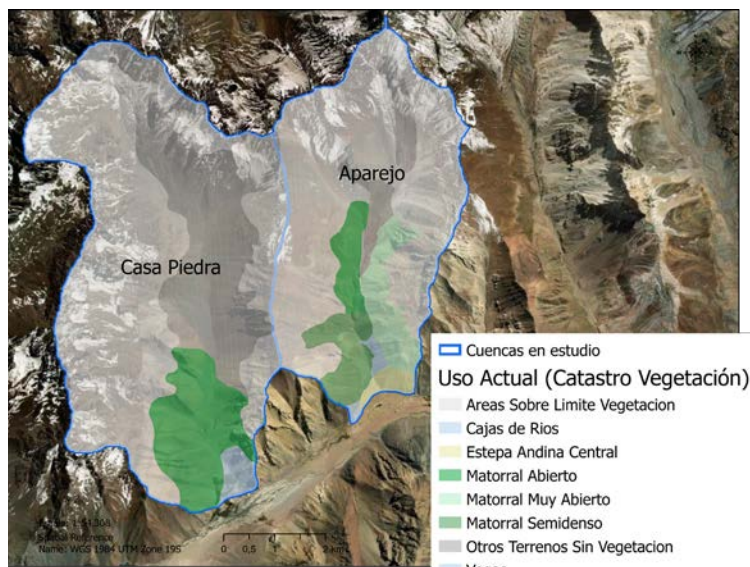 Aparejo
Casa Piedra
Cuencas en estudio
Uso Actual (Catastro Vegetación)
Areas Sobre Limite Vegetacion
Cajas de Rios
Estepa Andina Central
Matorral Abierto
Matorral Muy Abierto
Matorral Semidenso
Otros Terrenos Sin Vegetacion
Spatial Reference
Name: WGS 1984 UTM Zone 19S
0 0,5 1 2 km